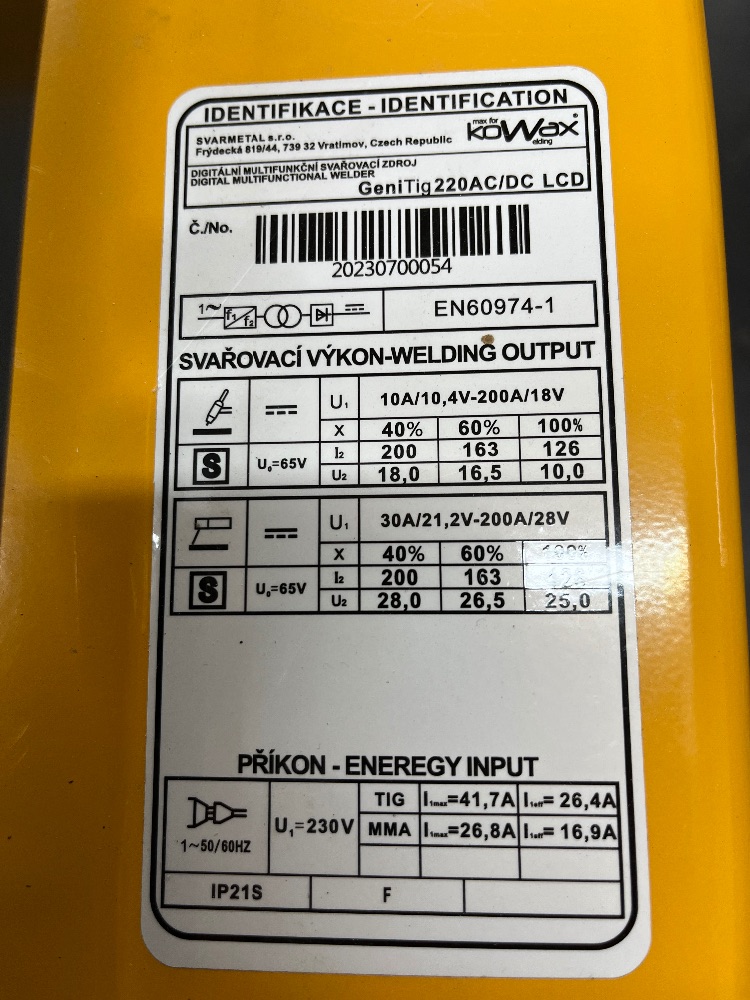 IDENTIFIKACE - IDENTIFICATION
SVARMETAL s.r.o.
Frýdecká 819/44, 739 32 Vratimov, Czech Republic
max for
kowax
elding
DIGITÁLNÍ MULTIFUNKČNÍ SVAŘOVACÍ ZDROJ
DIGITAL MULTIFUNCTIONAL WELDER
GeniTig220AC/DC LCD
Č./No.
20230700054
1~ f₁ f₂ EN60974-1
SVAŘOVACÍ VÝKON-WELDING OUTPUT
U₁ 10A/10,4V-200A/18V
X 40% 60% 100%
S U₀=65V I₂ 200 163 126
U₂ 18,0 16,5 10,0
U₁ 30A/21,2V-200A/28V
X 40% 60% 100%
S U₀=65V I₂ 200 163
U₂ 28,0 26,5 25,0
PŘÍKON - ENEREGY INPUT
1~50/60HZ
U₁=230V
TIG I₁max=41,7A I₁eff= 26,4A
MMA I₁max=26,8A I₁eff= 16,9A
IP21S F